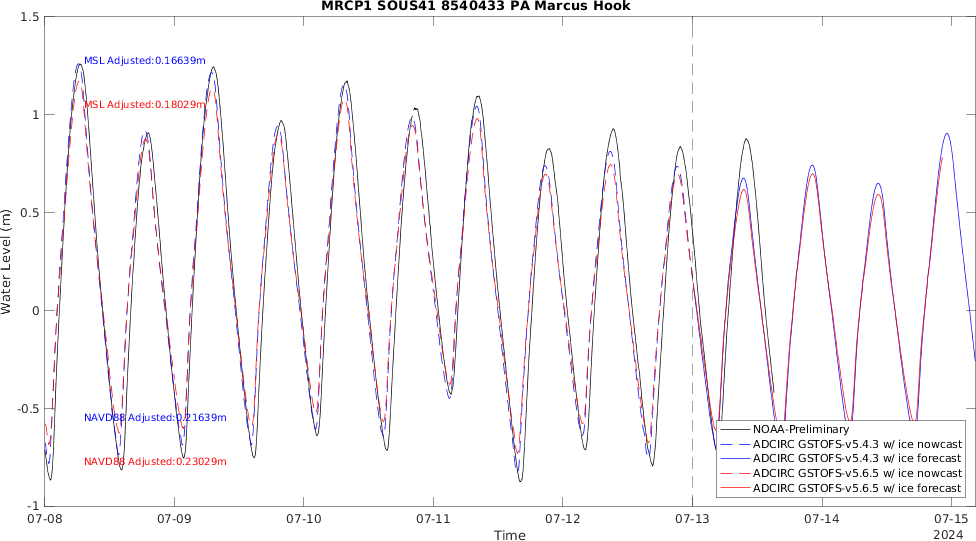 MRCP1 SOUS41 8540433 PA Marcus Hook
1.5
1
0.5
0
-0.5
-1
Water Level (m)
MSL Adjusted:0.16639m
MSL Adjusted:0.18029m
NAVD88 Adjusted:0.21639m
NAVD88 Adjusted:0.23029m
NOAA-Preliminary
ADCIRC GSTOFS-v5.4.3 w/ ice nowcast
ADCIRC GSTOFS-v5.4.3 w/ ice forecast
ADCIRC GSTOFS-v5.6.5 w/ ice nowcast
ADCIRC GSTOFS-v5.6.5 w/ ice forecast
07-08 07-09 07-10 07-11 07-12 07-13 07-14 07-15
Time
2024